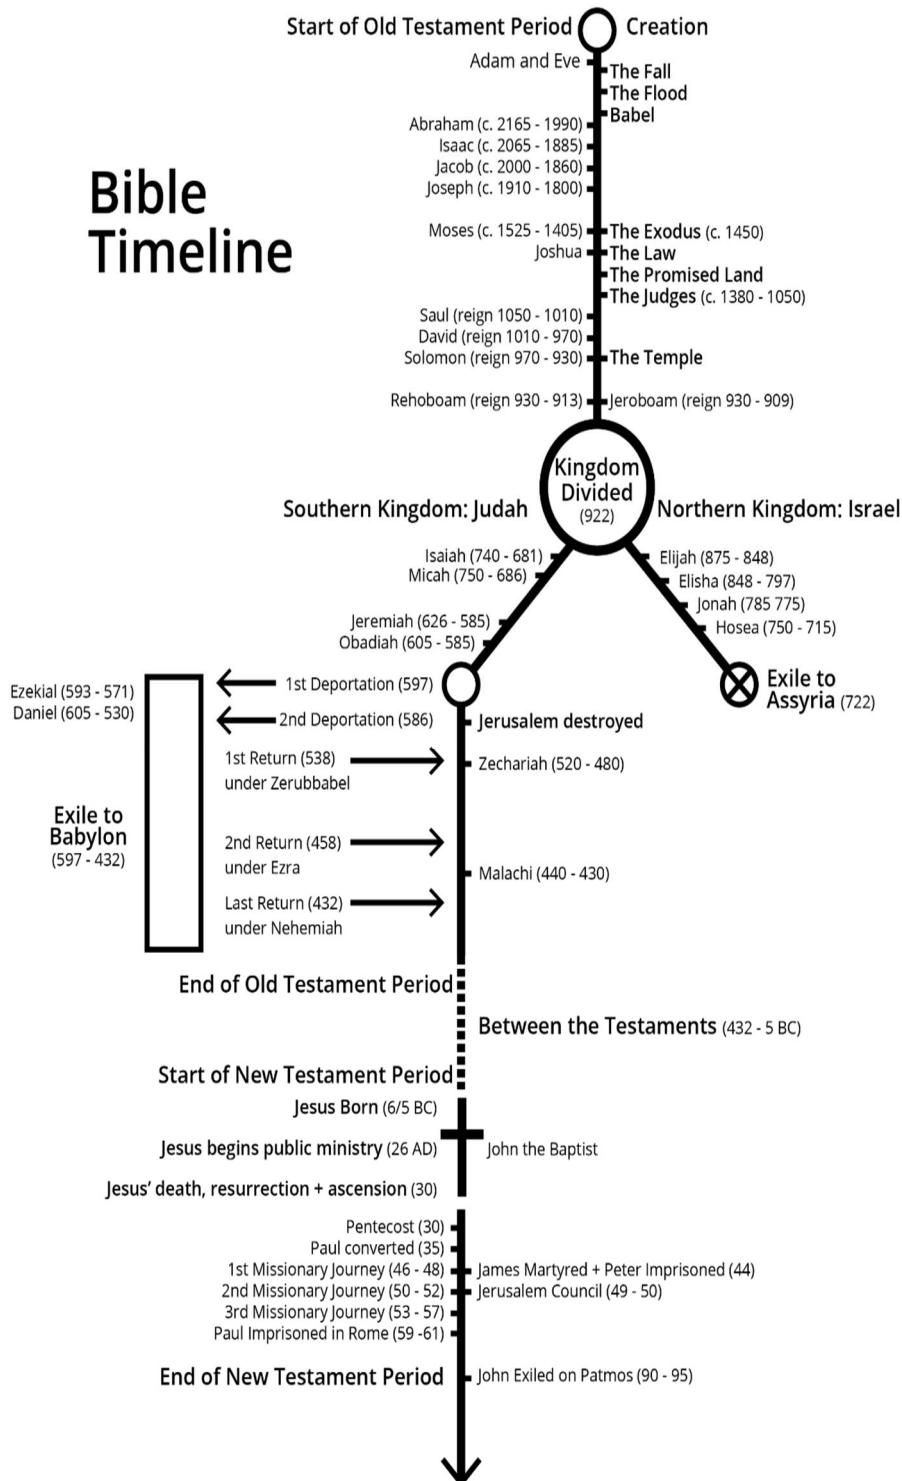 Start of Old Testament Period
Creation
Adam and Eve
The Fall
The Flood
Babel
Abraham (c. 2165 - 1990)
Isaac (c. 2065 - 1885)
Jacob (c. 2000 - 1860)
Joseph (c. 1910 - 1800)
Bible
Timeline
Moses (c. 1525 - 1405)
The Exodus (c. 1450)
Joshua
The Law
The Promised Land
The Judges (c. 1380 - 1050)
Saul (reign 1050 - 1010)
David (reign 1010 - 970)
Solomon (reign 970 - 930)
The Temple
Rehoboam (reign 930 - 913)
Jeroboam (reign 930 - 909)
Kingdom
Divided
(922)
Southern Kingdom: Judah
Northern Kingdom: Israel
Isaiah (740 - 681)
Micah (750 - 686)
Jeremiah (626 - 585)
Obadiah (605 - 585)
Elijah (875 - 848)
Elisha (848 - 797)
Jonah (785 775)
Hosea (750 - 715)
Exile to
Assyria (722)
Ezekial (593 - 571)
Daniel (605 - 530)
Exile to
Babylon
(597 - 432)
1st Deportation (597)
2nd Deportation (586)
Jerusalem destroyed
1st Return (538)
under Zerubbabel
Zechariah (520 - 480)
2nd Return (458)
under Ezra
Malachi (440 - 430)
Last Return (432)
under Nehemiah
End of Old Testament Period
Between the Testaments (432 - 5 BC)
Start of New Testament Period
Jesus Born (6/5 BC)
Jesus begins public ministry (26 AD)
John the Baptist
Jesus’ death, resurrection + ascension (30)
Pentecost (30)
Paul converted (35)
1st Missionary Journey (46 - 48)
James Martyred + Peter Imprisoned (44)
2nd Missionary Journey (50 - 52)
Jerusalem Council (49 - 50)
3rd Missionary Journey (53 - 57)
Paul Imprisoned in Rome (59 -61)
End of New Testament Period
John Exiled on Patmos (90 - 95)